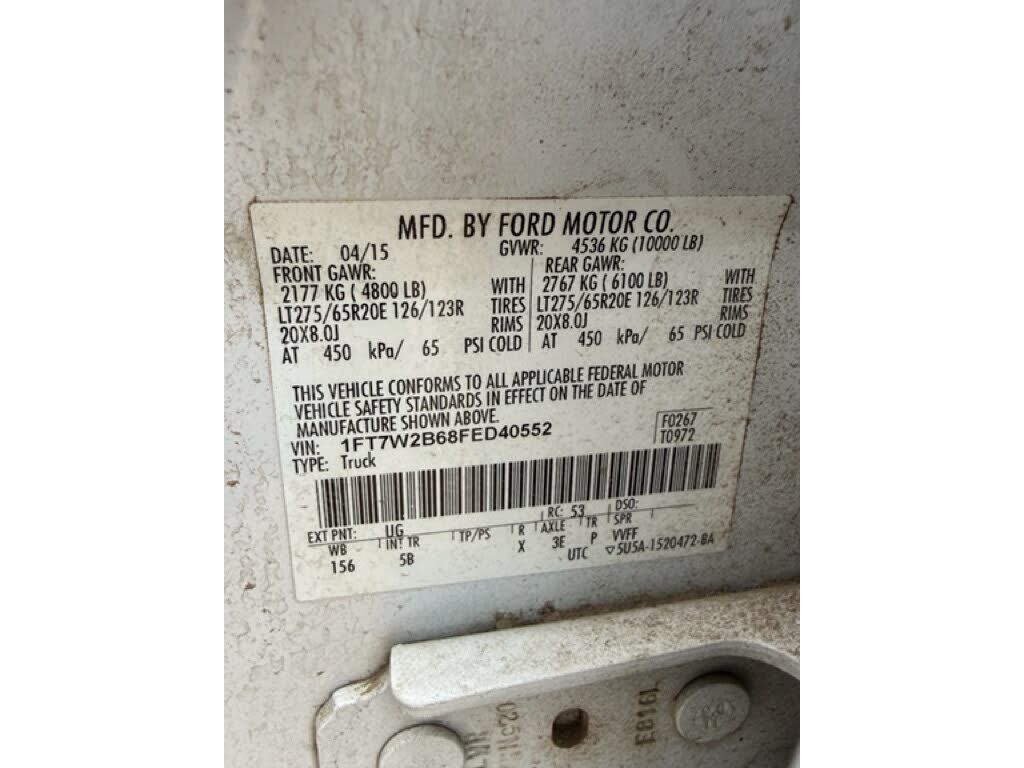 MFD. BY FORD MOTOR CO.
DATE: 04/15 GVWR: 4536 KG (10000 LB)
FRONT GAWR: REAR GAWR:
2177 KG ( 4800 LB) WITH 2767 KG ( 6100 LB) WITH
LT275/65R20E 126/123R TIRES LT275/65R20E 126/123R TIRES
20X8.0J RIMS 20X8.0J RIMS
AT 450 kPa/ 65 PSI COLD AT 450 kPa/ 65 PSI COLD
THIS VEHICLE CONFORMS TO ALL APPLICABLE FEDERAL MOTOR
VEHICLE SAFETY STANDARDS IN EFFECT ON THE DATE OF
MANUFACTURE SHOWN ABOVE.
VIN: 1FT7W2B68FED40552 F0267
TYPE: Truck T0972
EXT PNT: UG RC: 53 DSO:
WB INT TR TP/PS R AXLE TR SPR
156 5B X 3E P VVFF
UTC ▽5U5A-1520472-BA
E8161